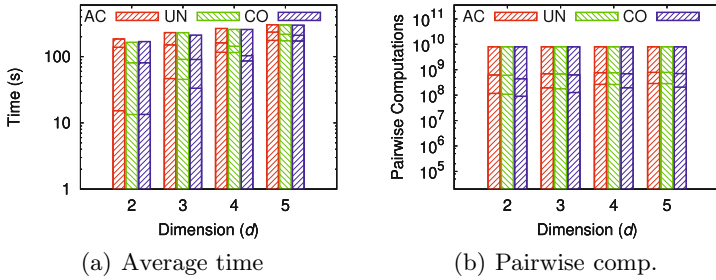 AC UN CO
100
10
1
Time (s)
2 3 4 5
Dimension (d)
(a) Average time
AC UN CO
10^11
10^10
10^9
10^8
10^7
10^6
10^5
Pairwise Computations
2 3 4 5
Dimension (d)
(b) Pairwise comp.